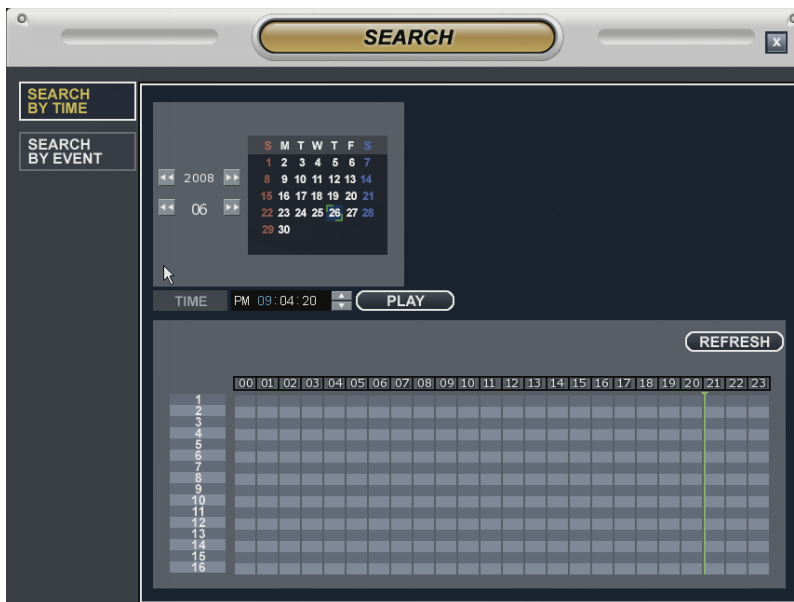 SEARCH
X
SEARCH
BY TIME
SEARCH
BY EVENT
S M T W T F S
1 2 3 4 5 6 7
2008
8 9 10 11 12 13 14
15 16 17 18 19 20 21
06
22 23 24 25 26 27 28
29 30
TIME PM 09:04:20 PLAY
REFRESH
00 01 02 03 04 05 06 07 08 09 10 11 12 13 14 15 16 17 18 19 20 21 22 23
1
2
3
4
5
6
7
8
9
10
11
12
13
14
15
16